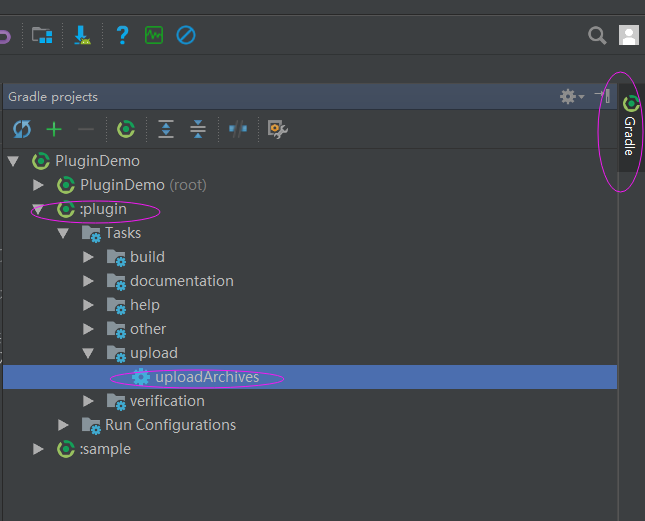 Gradle projects
Gradle
PluginDemo
PluginDemo (root)
:plugin
Tasks
build
documentation
help
other
upload
uploadArchives
verification
Run Configurations
:sample